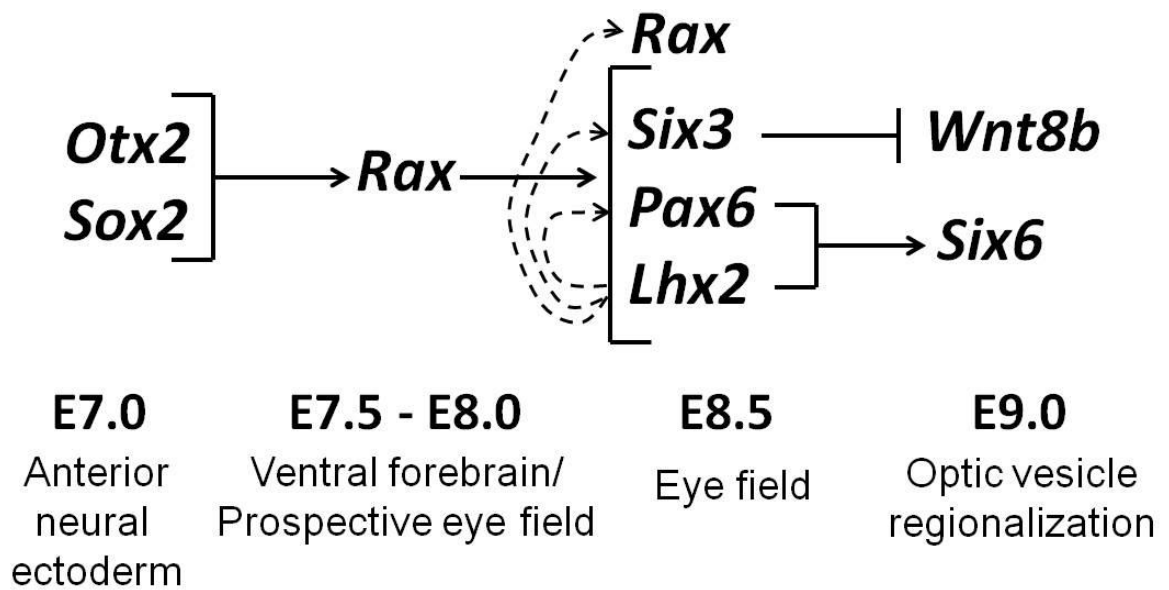 Rax
Otx2
Sox2
Rax
Six3
Pax6
Lhx2
Wnt8b
Six6
E7.0
Anterior
neural
ectoderm
E7.5 - E8.0
Ventral forebrain/
Prospective eye field
E8.5
Eye field
E9.0
Optic vesicle
regionalization